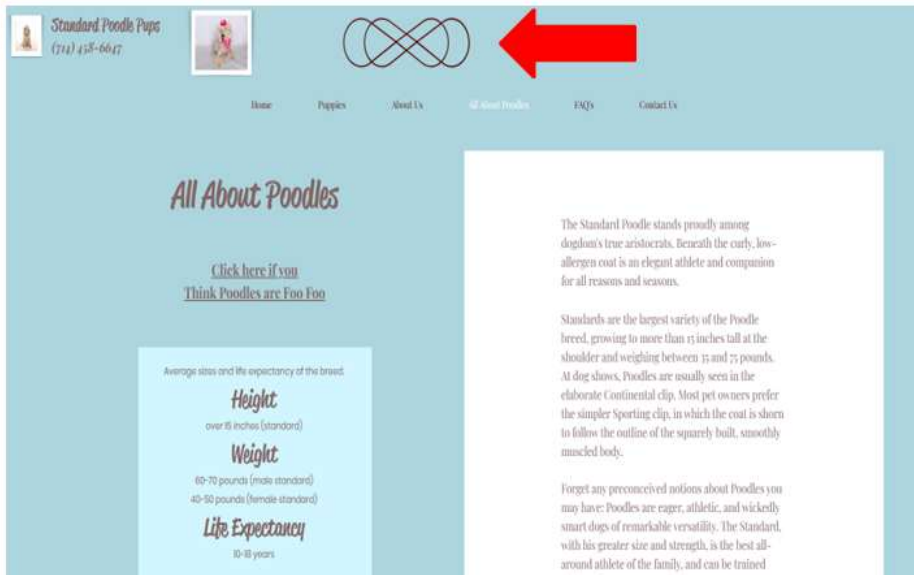 Standard Poodle Pups
(714) 458-6647
Home Puppies About Us All About Poodles FAQ's Contact Us
All About Poodles
Click here if you
Think Poodles are Foo Foo
Average sizes and life expectancy of the breed:
Height
over 15 inches (standard)
Weight
60-70 pounds (male standard)
40-50 pounds (female standard)
Life Expectancy
10-18 years
The Standard Poodle stands proudly among
dogdom's true aristocrats. Beneath the curly, low-
allergen coat is an elegant athlete and companion
for all reasons and seasons.
Standards are the largest variety of the Poodle
breed, growing to more than 15 inches tall at the
shoulder and weighing between 35 and 75 pounds.
At dog shows, Poodles are usually seen in the
elaborate Continental clip. Most pet owners prefer
the simpler Sporting clip, in which the coat is shorn
to follow the outline of the squarely built, smoothly
muscled body.
Forget any preconceived notions about Poodles you
may have: Poodles are eager, athletic, and wickedly
smart dogs of remarkable versatility. The Standard,
with his greater size and strength, is the best all-
around athlete of the family, and can be trained